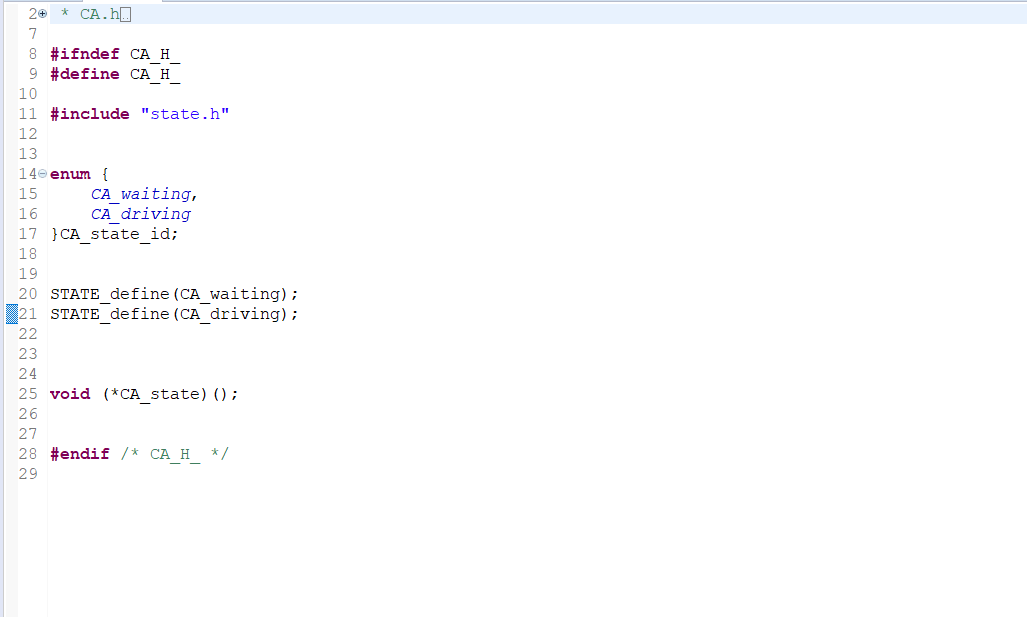 2 * CA.h
7
8 #ifndef CA_H_
9 #define CA_H_
10
11 #include "state.h"
12
13
14 enum {
15 CA_waiting,
16 CA_driving
17 }CA_state_id;
18
19
20 STATE_define(CA_waiting);
21 STATE_define(CA_driving);
22
23
24
25 void (*CA_state)();
26
27
28 #endif /* CA_H_ */
29